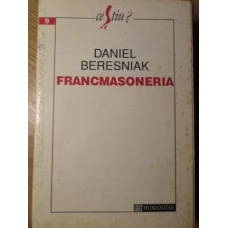 9
ce Știu?
DANIEL
BERESNIAK
FRANCMASONERIA
HUMANITAS